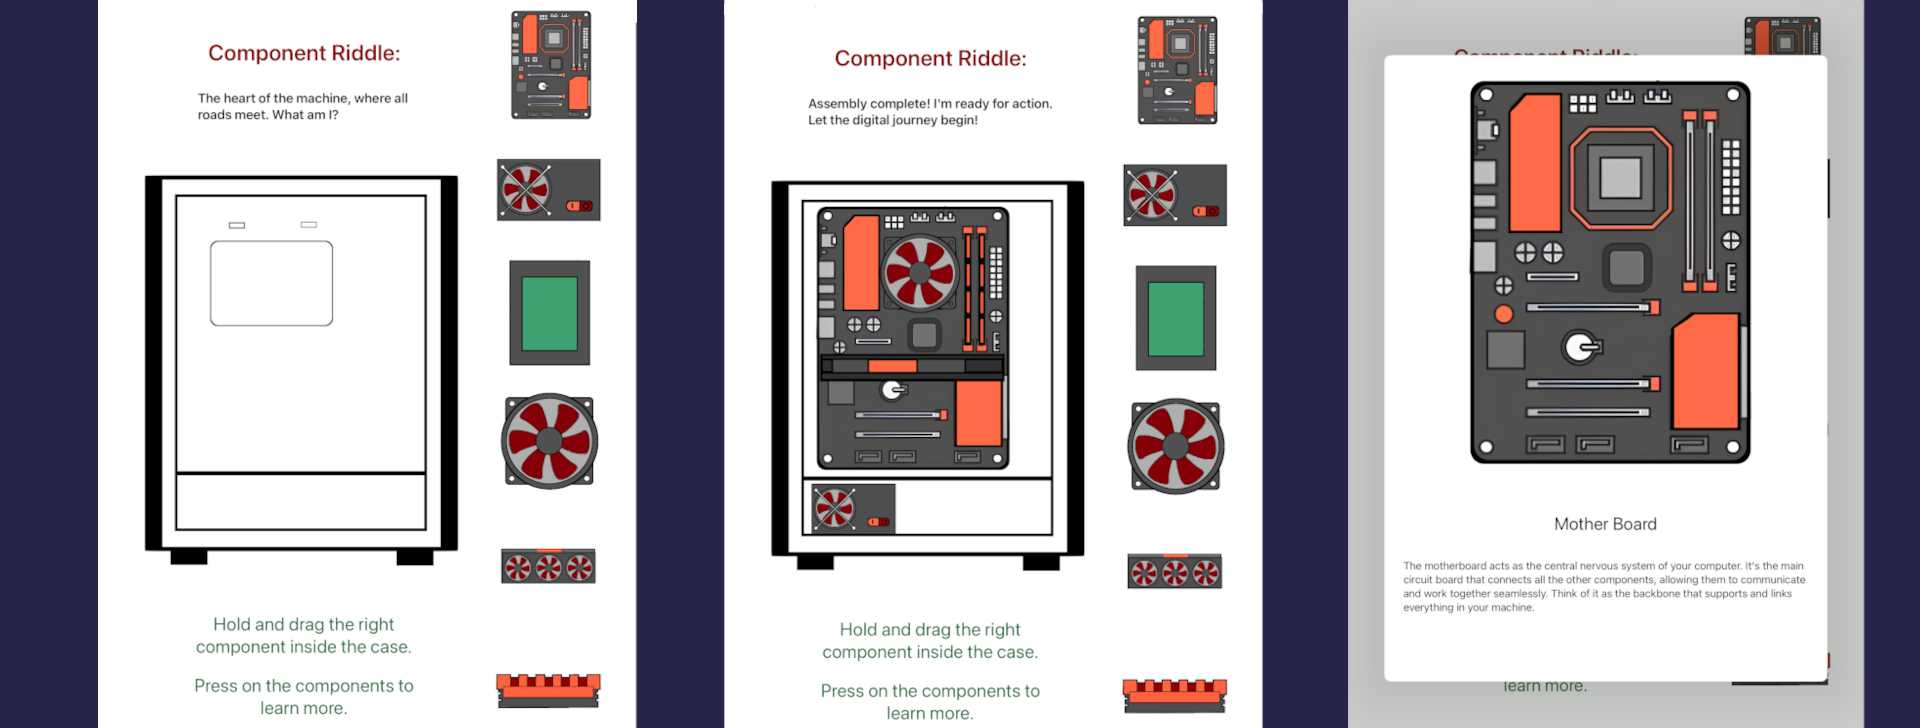 Component Riddle:
The heart of the machine, where all
roads meet. What am I?
Hold and drag the right
component inside the case.
Press on the components to
learn more.
Component Riddle:
Assembly complete! I'm ready for action.
Let the digital journey begin!
Hold and drag the right
component inside the case.
Press on the components to
learn more.
Component Riddle:
Mother Board
The motherboard acts as the central nervous system of your computer. It's the main
circuit board that connects all the other components, allowing them to communicate
and work together seamlessly. Think of it as the backbone that supports and links
everything in your machine.
learn more.